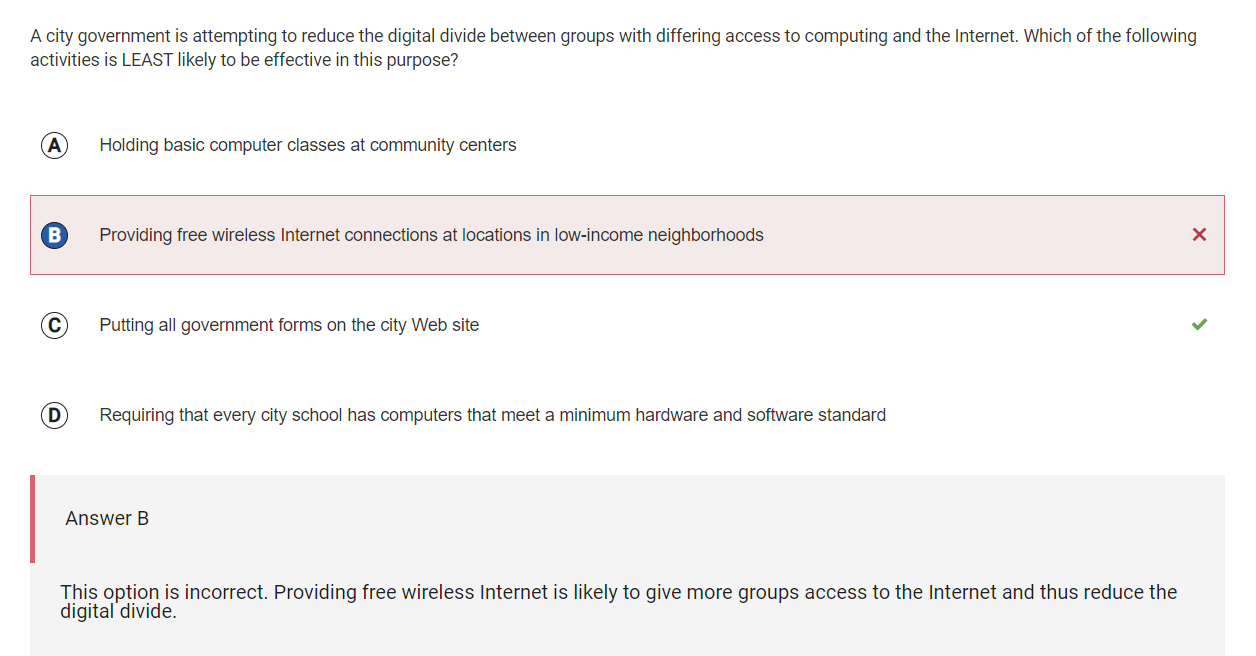 A city government is attempting to reduce the digital divide between groups with differing access to computing and the Internet. Which of the following
activities is LEAST likely to be effective in this purpose?
A Holding basic computer classes at community centers
B Providing free wireless Internet connections at locations in low-income neighborhoods
C Putting all government forms on the city Web site
D Requiring that every city school has computers that meet a minimum hardware and software standard
Answer B
This option is incorrect. Providing free wireless Internet is likely to give more groups access to the Internet and thus reduce the
digital divide.